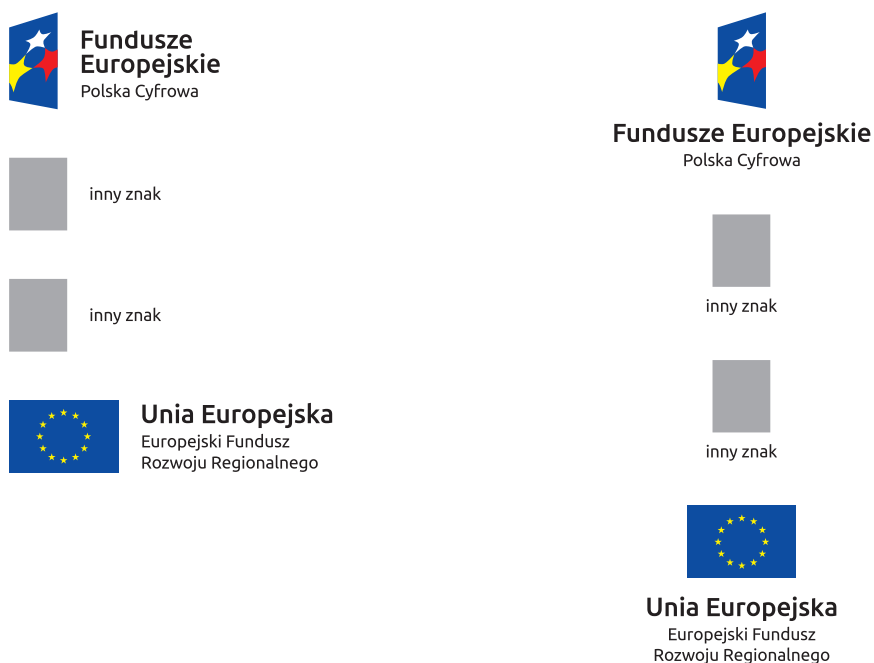 Fundusze
Europejskie
Polska Cyfrowa
inny znak
inny znak
Unia Europejska
Europejski Fundusz
Rozwoju Regionalnego
Fundusze Europejskie
Polska Cyfrowa
inny znak
inny znak
Unia Europejska
Europejski Fundusz
Rozwoju Regionalnego